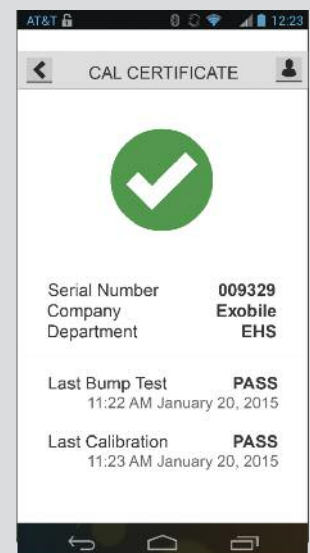 AT&T 12:23
CAL CERTIFICATE
Serial Number 009329
Company Exobile
Department EHS
Last Bump Test PASS
11:22 AM January 20, 2015
Last Calibration PASS
11:23 AM January 20, 2015